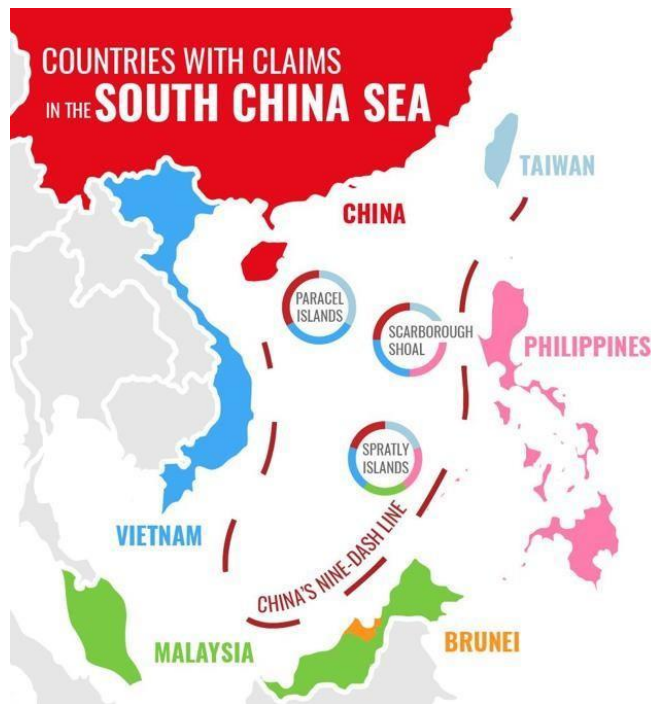 COUNTRIES WITH CLAIMS
IN THE SOUTH CHINA SEA
TAIWAN
CHINA
PARACEL
ISLANDS
SCARBOROUGH
SHOAL
PHILIPPINES
SPRATLY
ISLANDS
VIETNAM
CHINA'S NINE-DASH LINE
MALAYSIA
BRUNEI